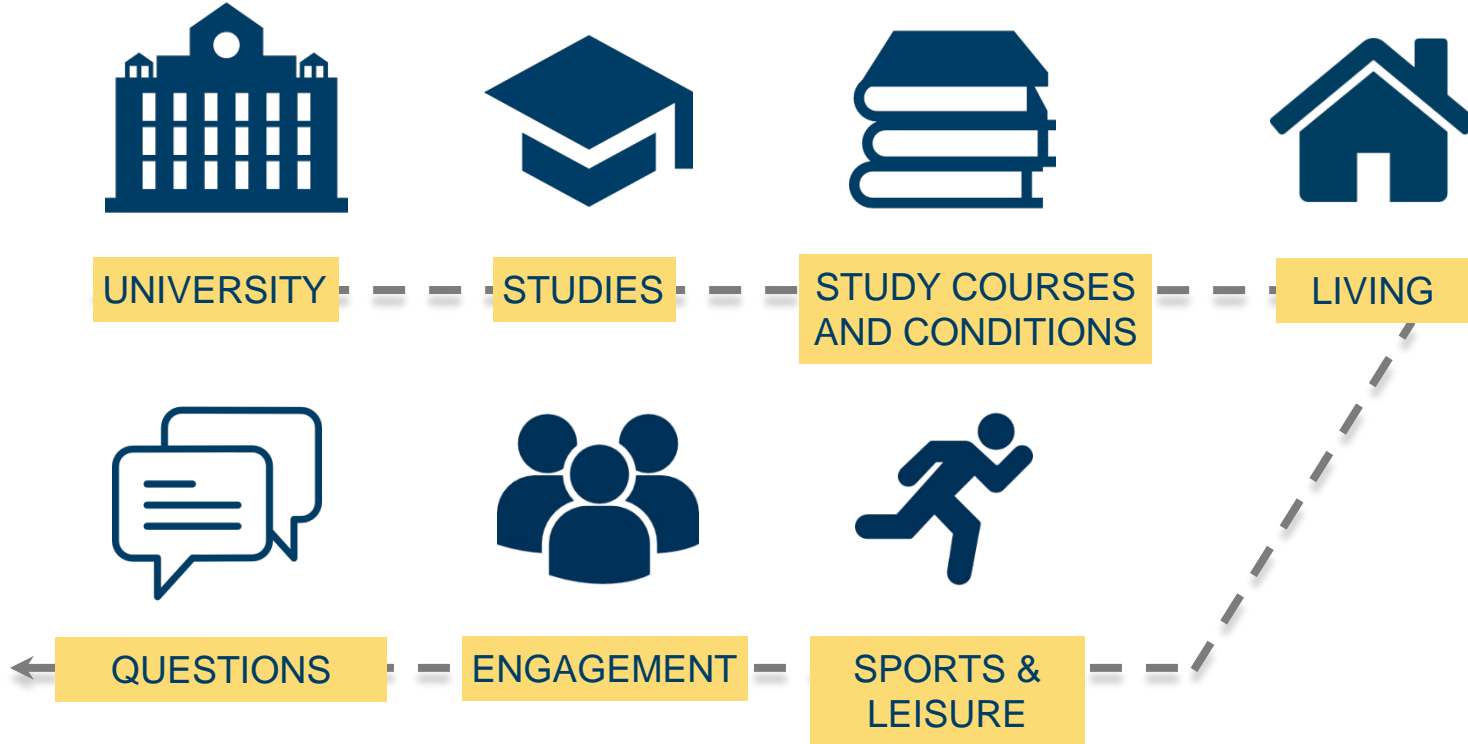 UNIVERSITY
STUDIES
STUDY COURSES
AND CONDITIONS
LIVING
QUESTIONS
ENGAGEMENT
SPORTS &
LEISURE